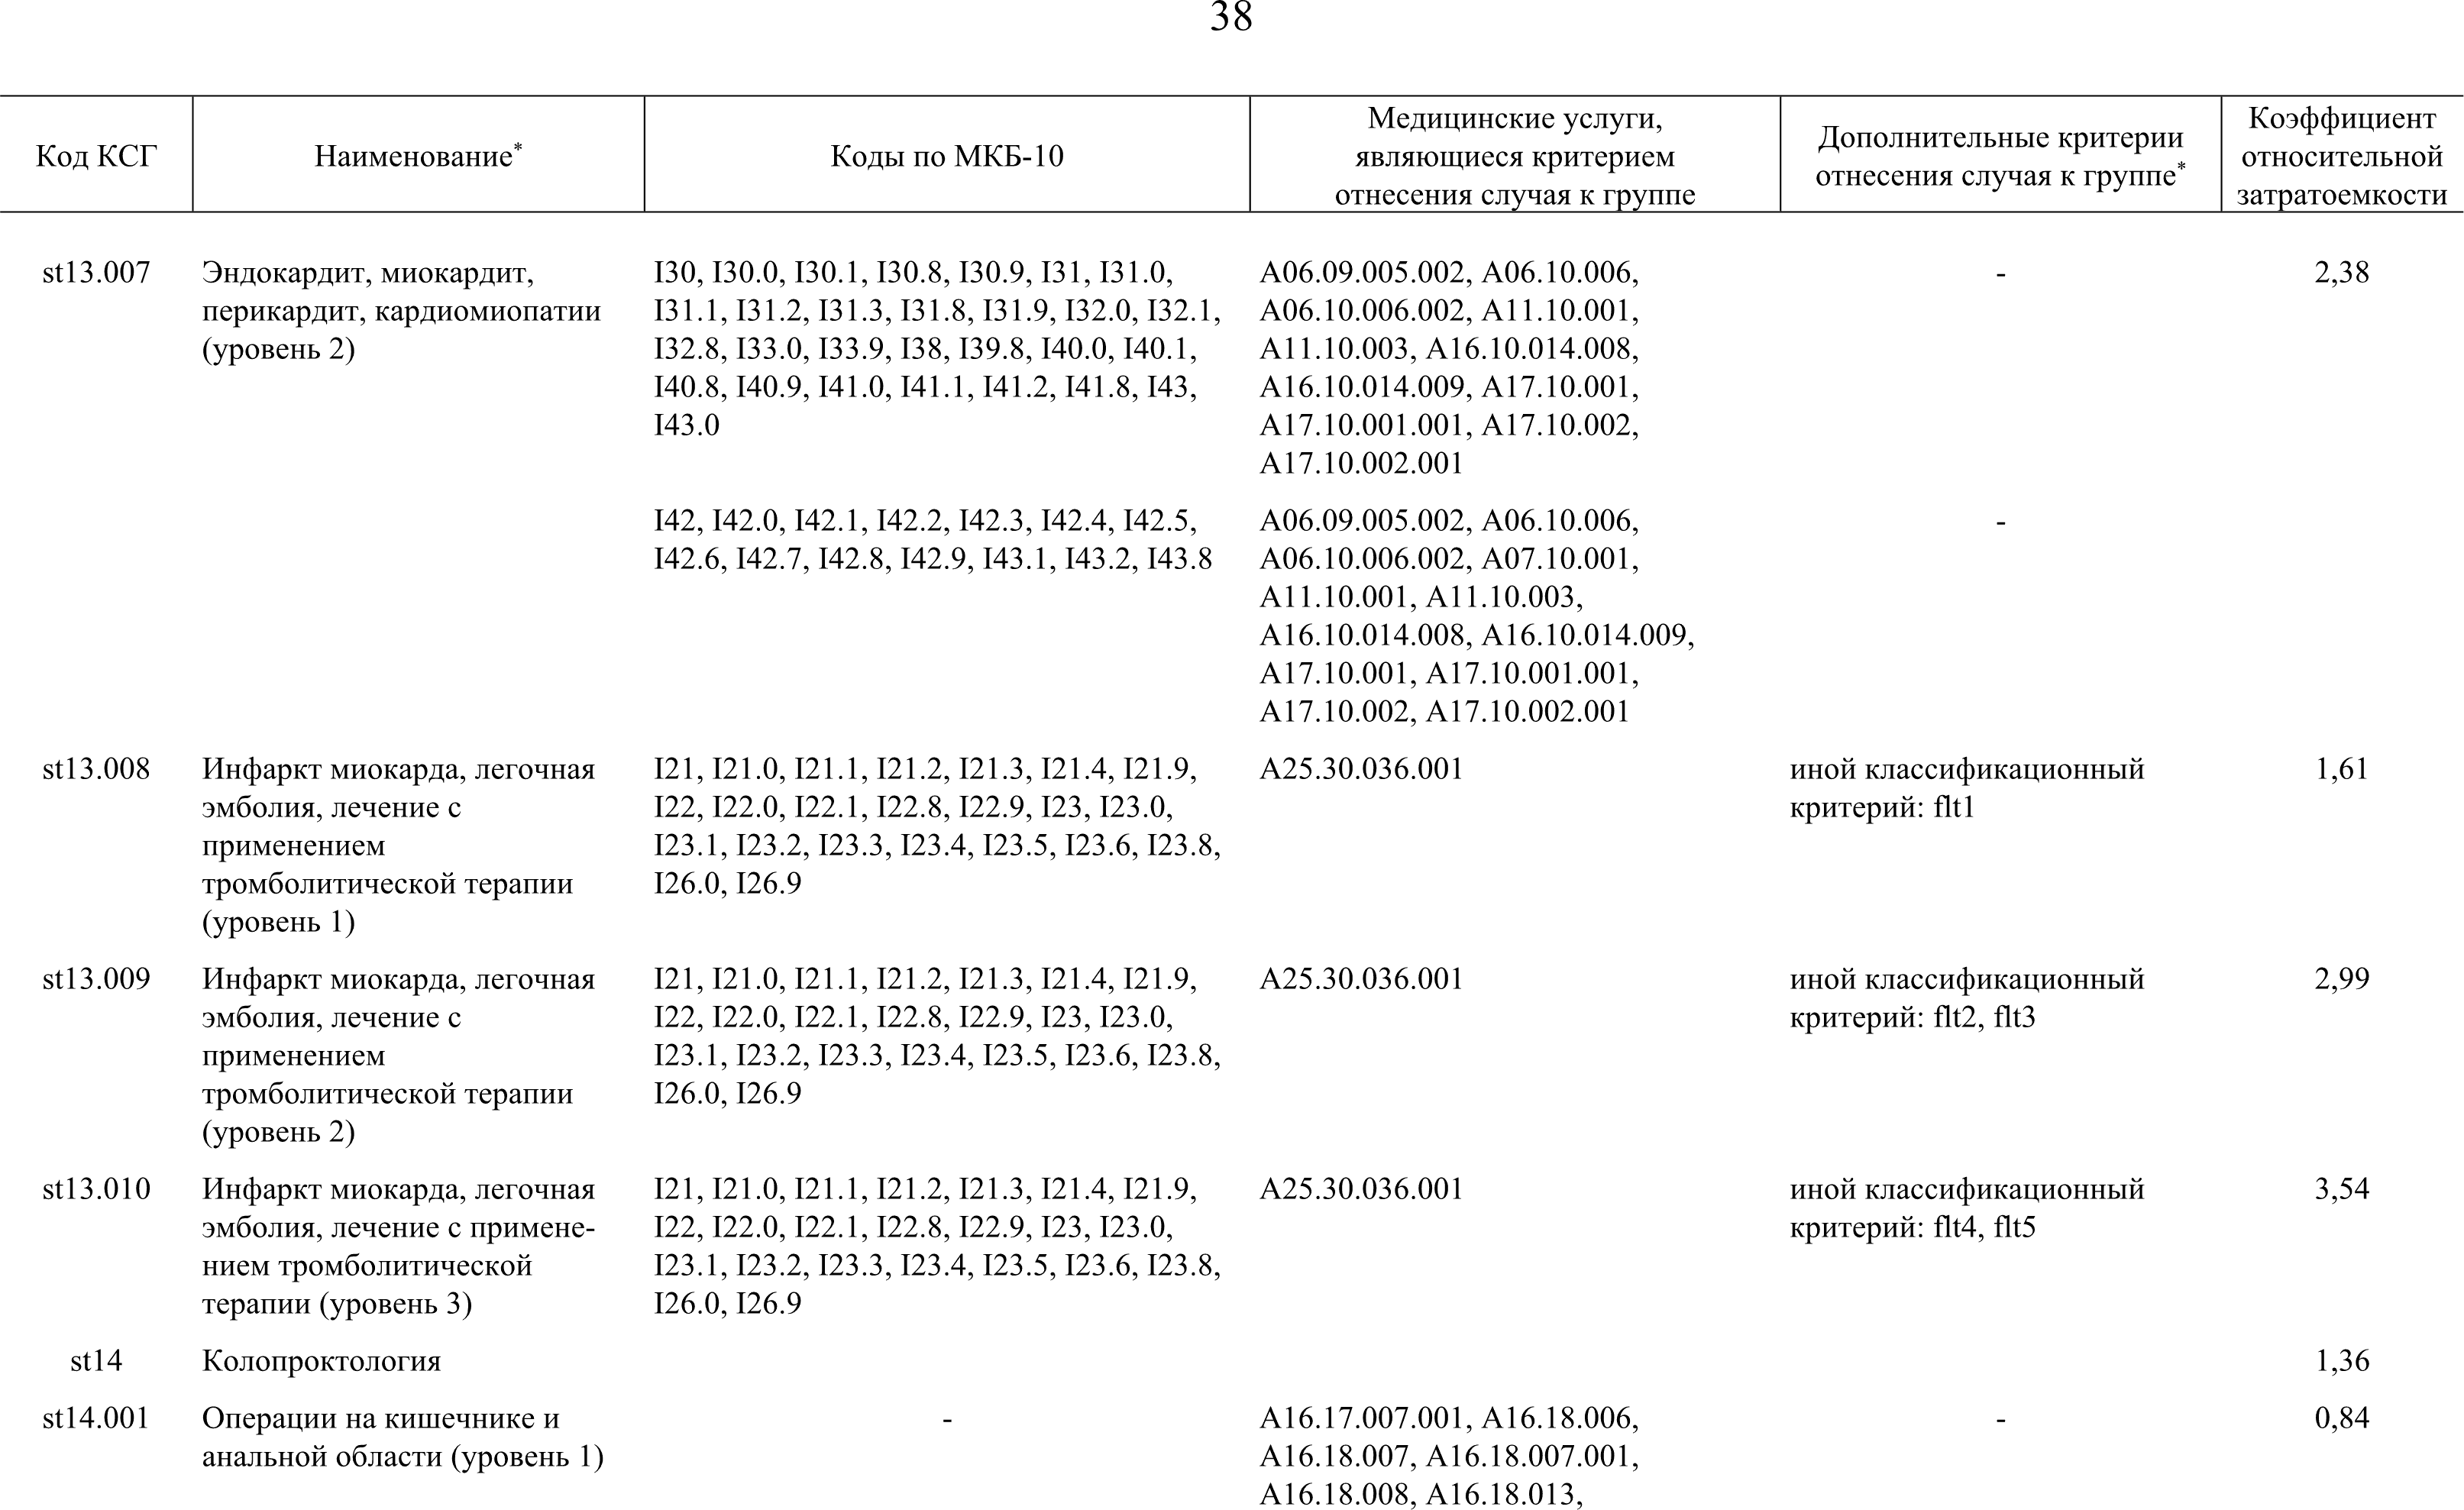 38
Код КСГ
Наименование*
Коды по МКБ-10
Медицинские услуги,
являющиеся критерием
отнесения случая к группе
Дополнительные критерии
отнесения случая к группе*
Коэффициент
относительной
затратоемкости
st13.007
Эндокардит, миокардит,
перикардит, кардиомиопатии
(уровень 2)
I30, I30.0, I30.1, I30.8, I30.9, I31, I31.0,
I31.1, I31.2, I31.3, I31.8, I31.9, I32.0, I32.1,
I32.8, I33.0, I33.9, I38, I39.8, I40.0, I40.1,
I40.8, I40.9, I41.0, I41.1, I41.2, I41.8, I43,
I43.0
A06.09.005.002, A06.10.006,
A06.10.006.002, A11.10.001,
A11.10.003, A16.10.014.008,
A16.10.014.009, A17.10.001,
A17.10.001.001, A17.10.002,
A17.10.002.001
-
2,38
I42, I42.0, I42.1, I42.2, I42.3, I42.4, I42.5,
I42.6, I42.7, I42.8, I42.9, I43.1, I43.2, I43.8
A06.09.005.002, A06.10.006,
A06.10.006.002, A07.10.001,
A11.10.001, A11.10.003,
A16.10.014.008, A16.10.014.009,
A17.10.001, A17.10.001.001,
A17.10.002, A17.10.002.001
-
st13.008
Инфаркт миокарда, легочная
эмболия, лечение с
применением
тромболитической терапии
(уровень 1)
I21, I21.0, I21.1, I21.2, I21.3, I21.4, I21.9,
I22, I22.0, I22.1, I22.8, I22.9, I23, I23.0,
I23.1, I23.2, I23.3, I23.4, I23.5, I23.6, I23.8,
I26.0, I26.9
A25.30.036.001
иной классификационный
критерий: flt1
1,61
st13.009
Инфаркт миокарда, легочная
эмболия, лечение с
применением
тромболитической терапии
(уровень 2)
I21, I21.0, I21.1, I21.2, I21.3, I21.4, I21.9,
I22, I22.0, I22.1, I22.8, I22.9, I23, I23.0,
I23.1, I23.2, I23.3, I23.4, I23.5, I23.6, I23.8,
I26.0, I26.9
A25.30.036.001
иной классификационный
критерий: flt2, flt3
2,99
st13.010
Инфаркт миокарда, легочная
эмболия, лечение с примене-
нием тромболитической
терапии (уровень 3)
I21, I21.0, I21.1, I21.2, I21.3, I21.4, I21.9,
I22, I22.0, I22.1, I22.8, I22.9, I23, I23.0,
I23.1, I23.2, I23.3, I23.4, I23.5, I23.6, I23.8,
I26.0, I26.9
A25.30.036.001
иной классификационный
критерий: flt4, flt5
3,54
st14
Колопроктология
1,36
st14.001
Операции на кишечнике и
анальной области (уровень 1)
-
A16.17.007.001, A16.18.006,
A16.18.007, A16.18.007.001,
A16.18.008, A16.18.013,
-
0,84